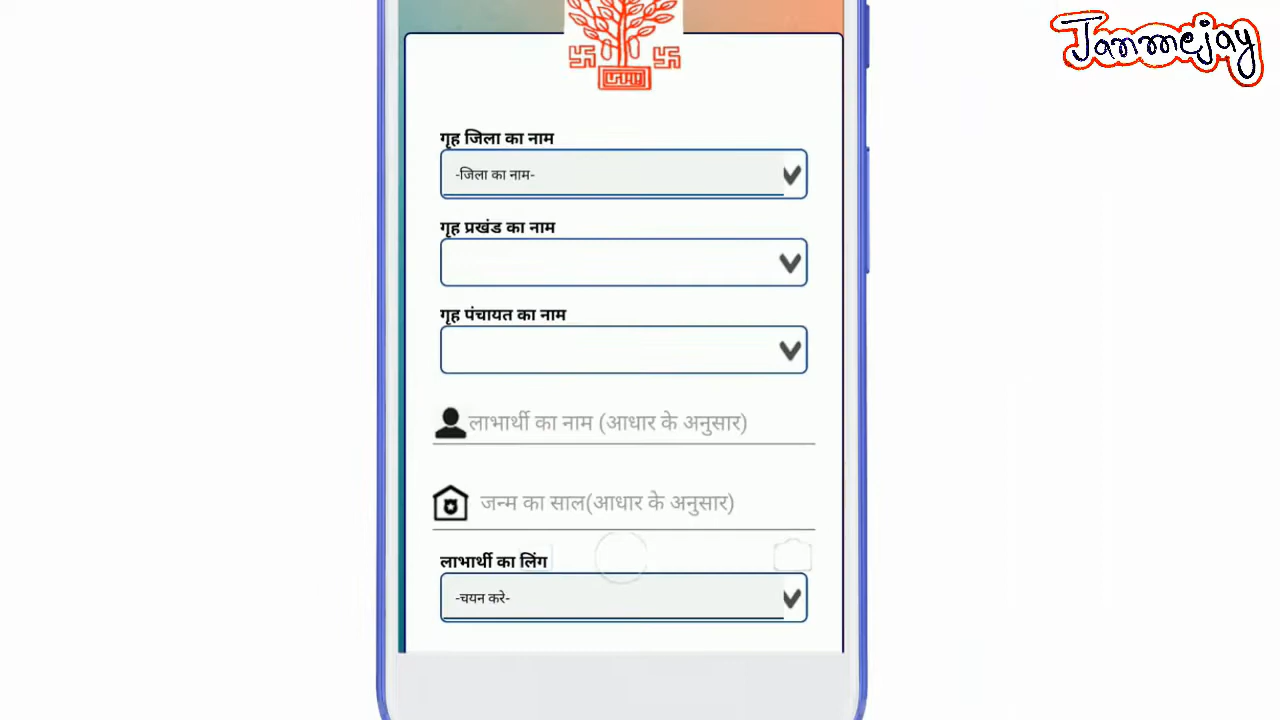 Janmejay
गृह जिला का नाम
-जिला का नाम-
गृह प्रखंड का नाम
गृह पंचायत का नाम
लाभार्थी का नाम (आधार के अनुसार)
जन्म का साल(आधार के अनुसार)
लाभार्थी का लिंग
-चयन करे-